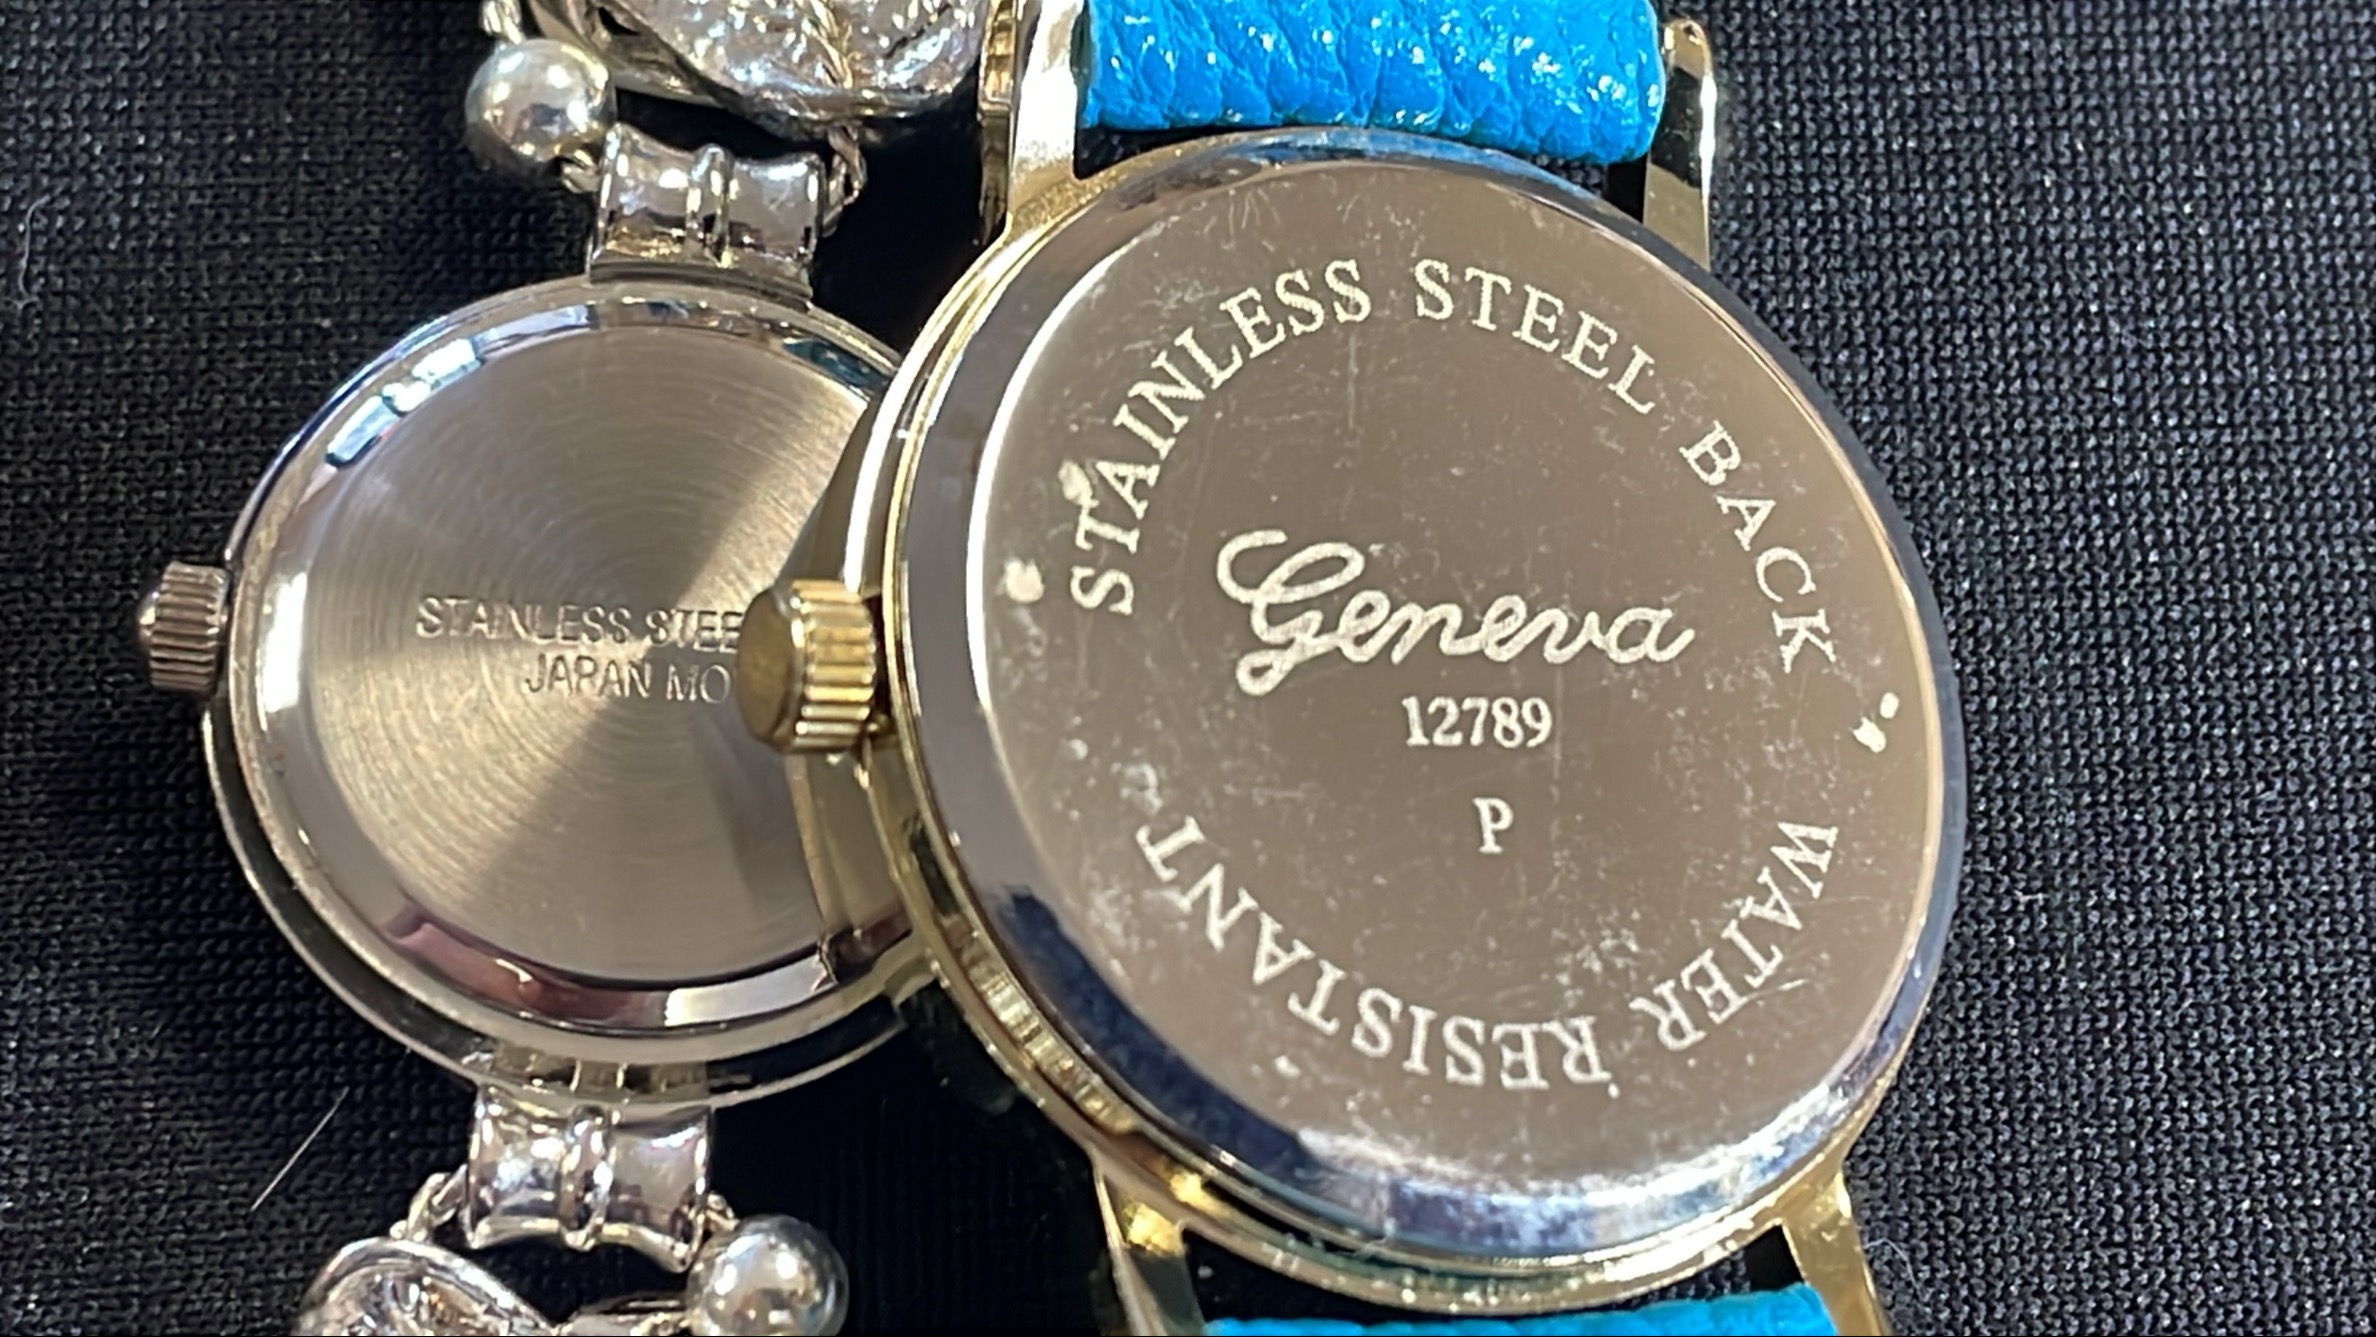 STAINLESS STEE
JAPAN MO
STAINLESS STEEL BACK
Geneva
12789
P
WATER RESISTANT